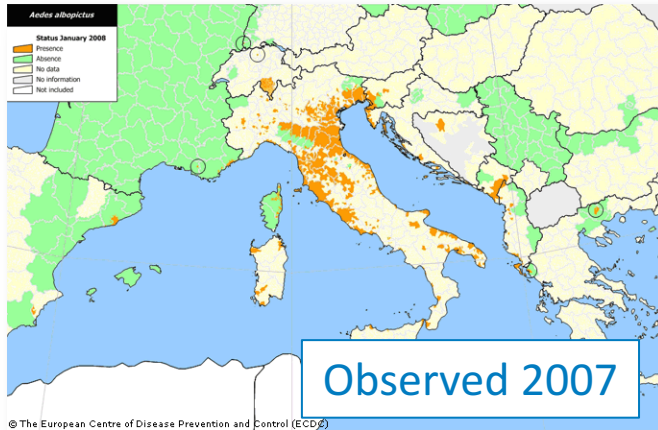 Aedes albopictus
Status January 2008
Presence
Absence
No data
No information
Not included
Observed 2007
© The European Centre of Disease Prevention and Control (ECDC)